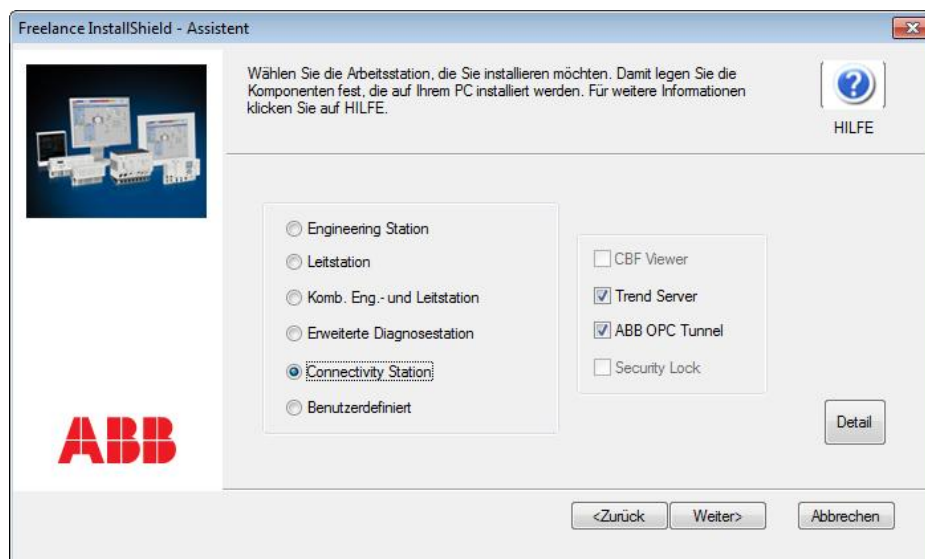 Freelance InstallShield - Assistent
Wählen Sie die Arbeitsstation, die Sie installieren möchten. Damit legen Sie die
Komponenten fest, die auf Ihrem PC installiert werden. Für weitere Informationen
klicken Sie auf HILFE.
HILFE
Engineering Station
Leitstation
Komb. Eng.- und Leitstation
Erweiterte Diagnosestation
Connectivity Station
Benutzerdefiniert
CBF Viewer
Trend Server
ABB OPC Tunnel
Security Lock
Detail
ABB
<Zurück
Weiter>
Abbrechen